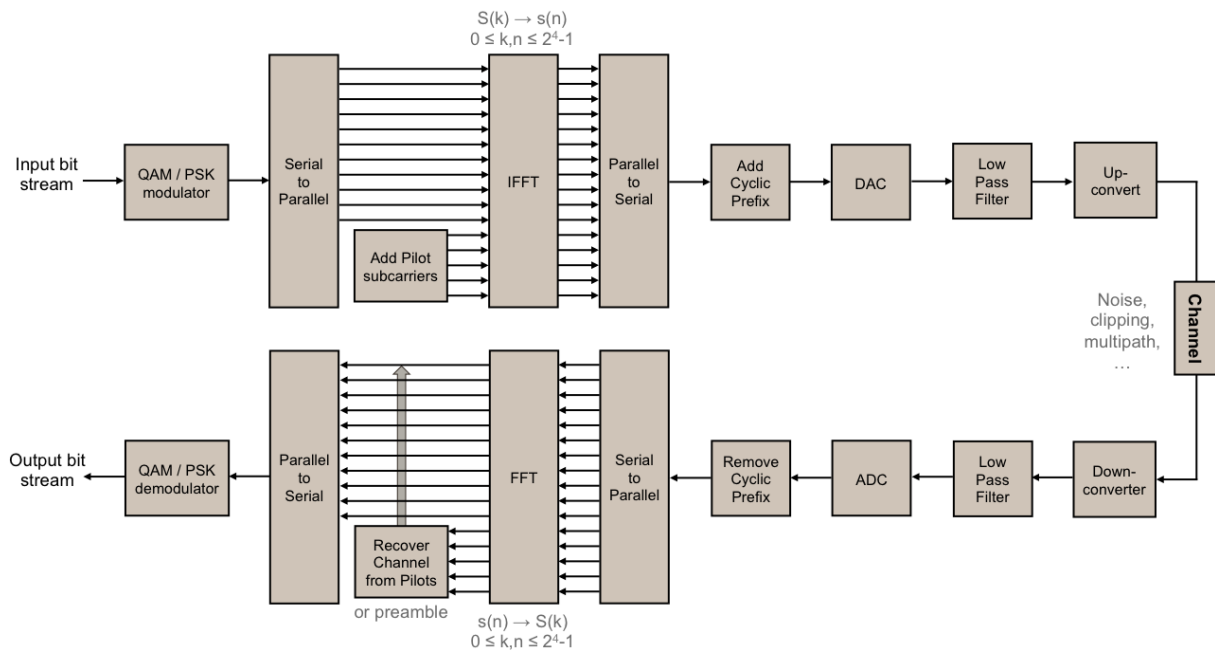 S(k) → s(n)
0 ≤ k,n ≤ 2⁴-1
Input bit
stream
QAM / PSK
modulator
Serial
to
Parallel
Add Pilot
subcarriers
IFFT
Parallel
to
Serial
Add
Cyclic
Prefix
DAC
Low
Pass
Filter
Up-
convert
Noise,
clipping,
multipath,
…
Channel
Output bit
stream
QAM / PSK
demodulator
Parallel
to
Serial
Recover
Channel
from Pilots
or preamble
FFT
s(n) → S(k)
0 ≤ k,n ≤ 2⁴-1
Serial
to
Parallel
Remove
Cyclic
Prefix
ADC
Low
Pass
Filter
Down-
converter